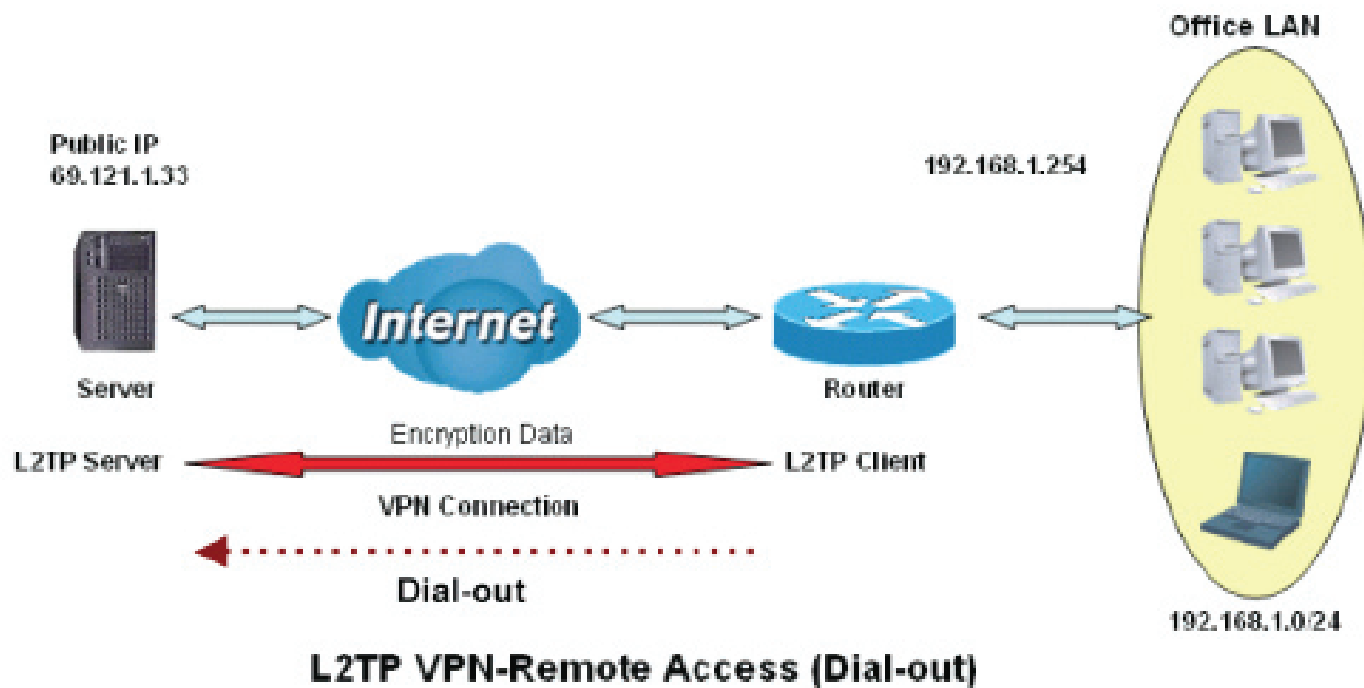 Office LAN
Public IP
69.121.1.33
192.168.1.254
Internet
Server
Router
Encryption Data
L2TP Server
L2TP Client
VPN Connection
Dial-out
192.168.1.0/24
L2TP VPN-Remote Access (Dial-out)